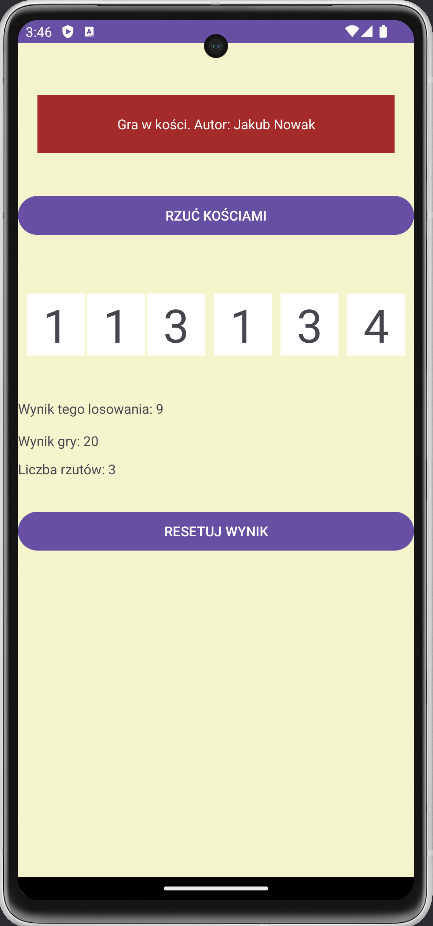 3:46
Gra w kości. Autor: Jakub Nowak
RZUĆ KOŚCIAMI
1 1 3 1 3 4
Wynik tego losowania: 9
Wynik gry: 20
Liczba rzutów: 3
RESETUJ WYNIK